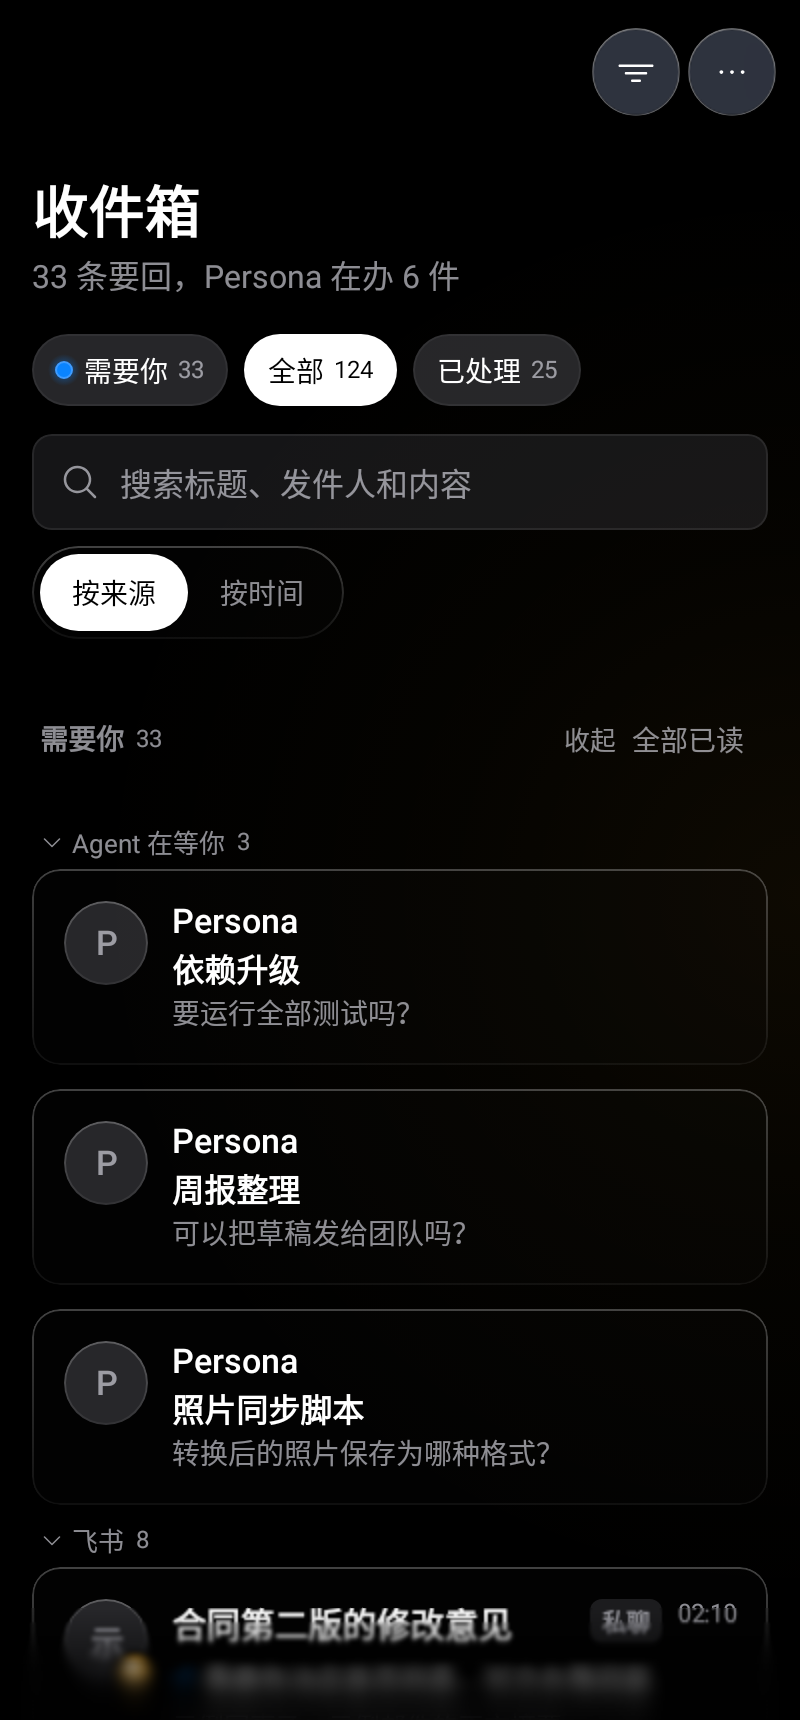 收件箱
33 条要回，Persona 在办 6 件
需要你 33 全部 124 已处理 25
搜索标题、发件人和内容
按来源 按时间
需要你 33 收起 全部已读
Agent 在等你 3
P Persona
依赖升级
要运行全部测试吗？
P Persona
周报整理
可以把草稿发给团队吗？
P Persona
照片同步脚本
转换后的照片保存为哪种格式？
飞书 8
示 合同第二版的修改意见 私聊 02:10